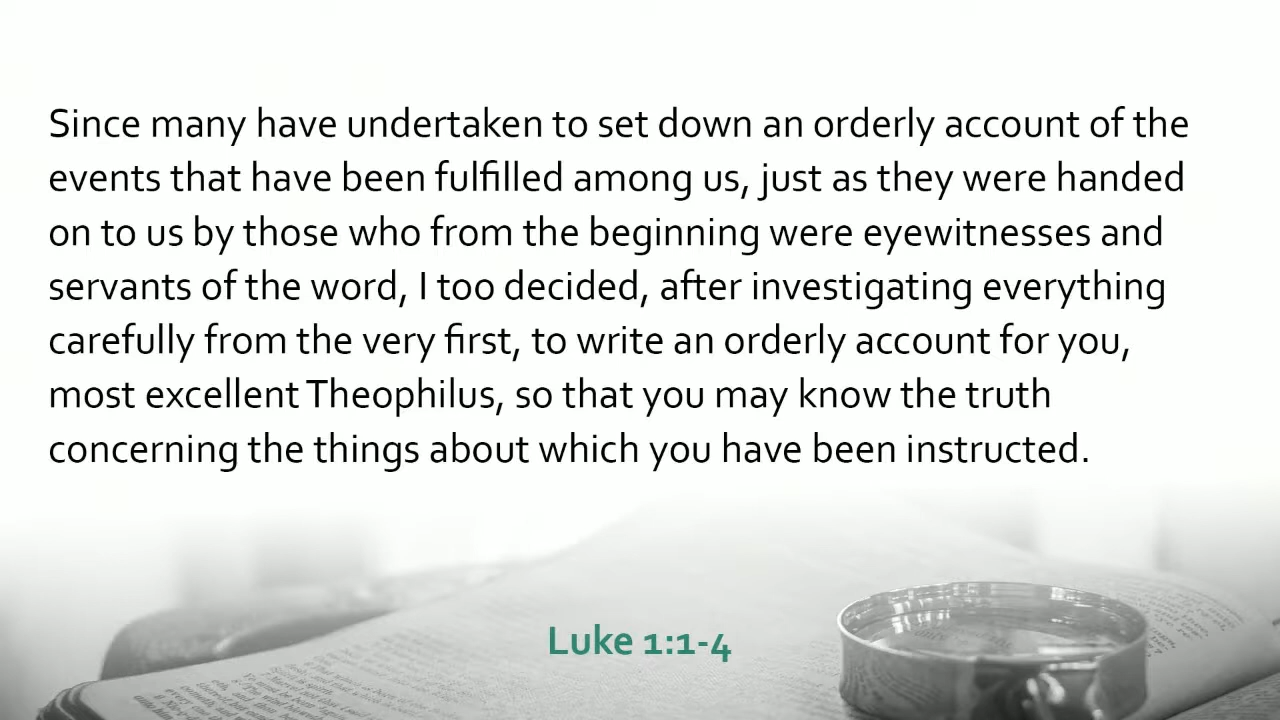 Since many have undertaken to set down an orderly account of the
events that have been fulfilled among us, just as they were handed
on to us by those who from the beginning were eyewitnesses and
servants of the word, I too decided, after investigating everything
carefully from the very first, to write an orderly account for you,
most excellent Theophilus, so that you may know the truth
concerning the things about which you have been instructed.
Luke 1:1-4